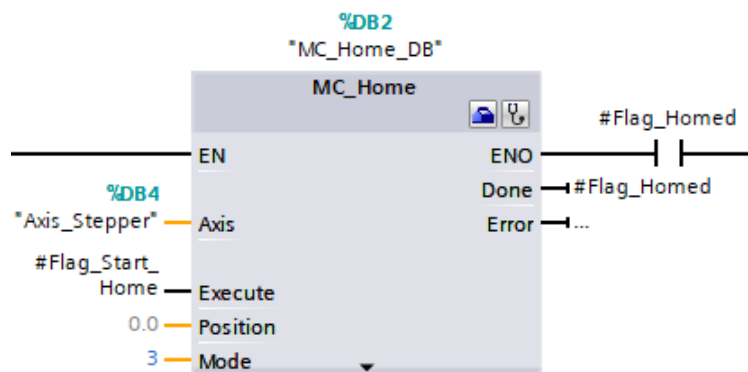 %DB2
"MC_Home_DB"
MC_Home
#Flag_Homed
EN
ENO
%DB4
Done
#Flag_Homed
"Axis_Stepper"
Axis
Error
...
#Flag_Start_
Home
Execute
0.0
Position
3
Mode